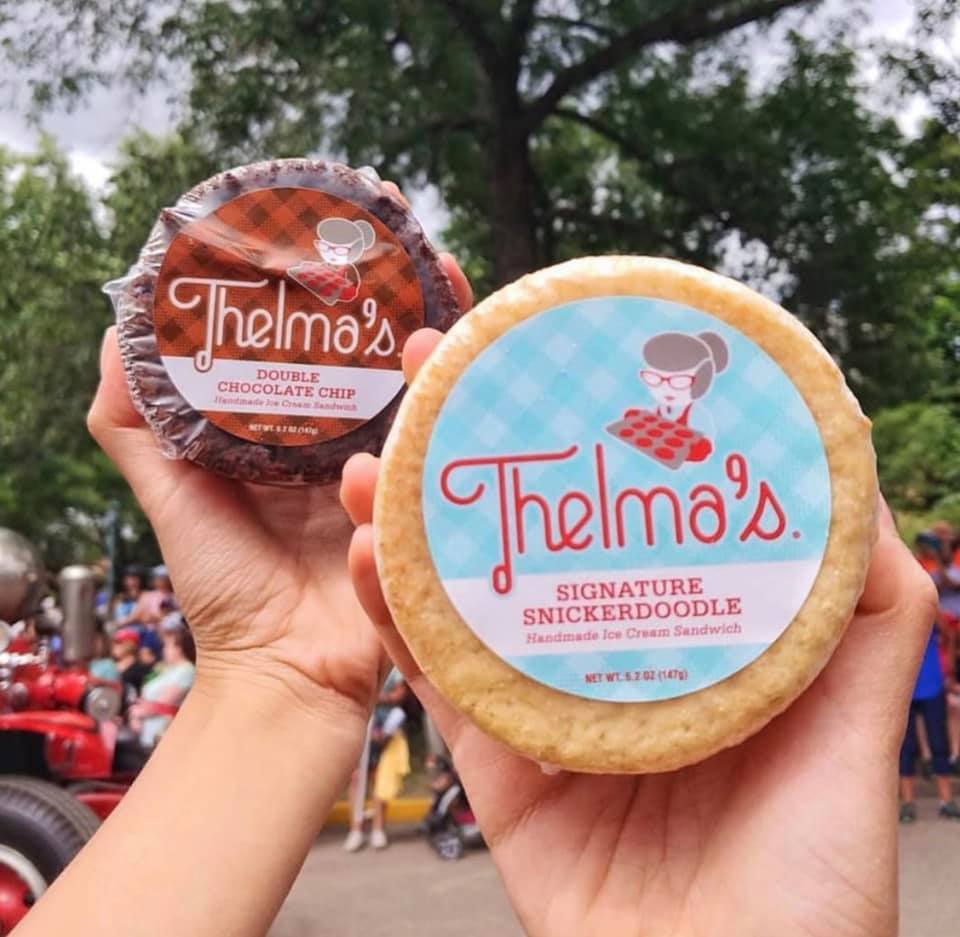 Thelma's.
DOUBLE
CHOCOLATE CHIP
Handmade Ice Cream Sandwich
NET WT. 5.2 OZ (147g)
Thelma's.
SIGNATURE
SNICKERDOODLE
Handmade Ice Cream Sandwich
NET WT. 5.2 OZ (147g)